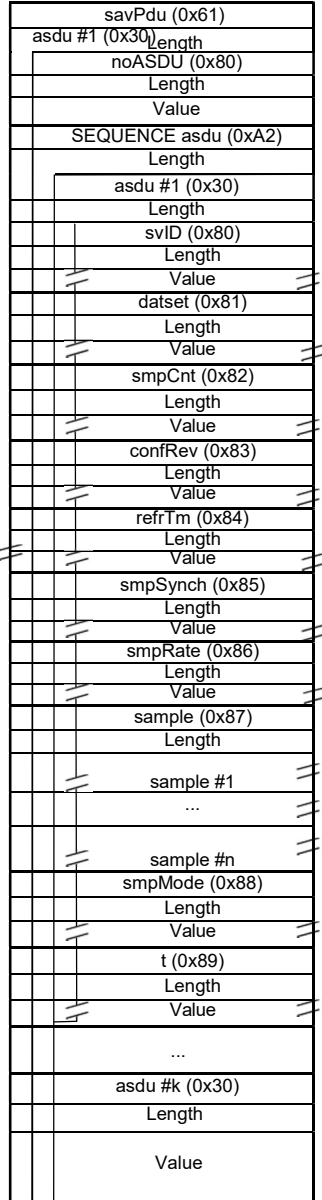 savPdu (0x61)
asdu #1 (0x30)
Length
noASDU (0x80)
Length
Value
SEQUENCE asdu (0xA2)
Length
asdu #1 (0x30)
Length
svID (0x80)
Length
Value
datset (0x81)
Length
Value
smpCnt (0x82)
Length
Value
confRev (0x83)
Length
Value
refrTm (0x84)
Length
Value
smpSynch (0x85)
Length
Value
smpRate (0x86)
Length
Value
sample (0x87)
Length
sample #1
...
sample #n
smpMode (0x88)
Length
Value
t (0x89)
Length
Value
...
asdu #k (0x30)
Length
Value